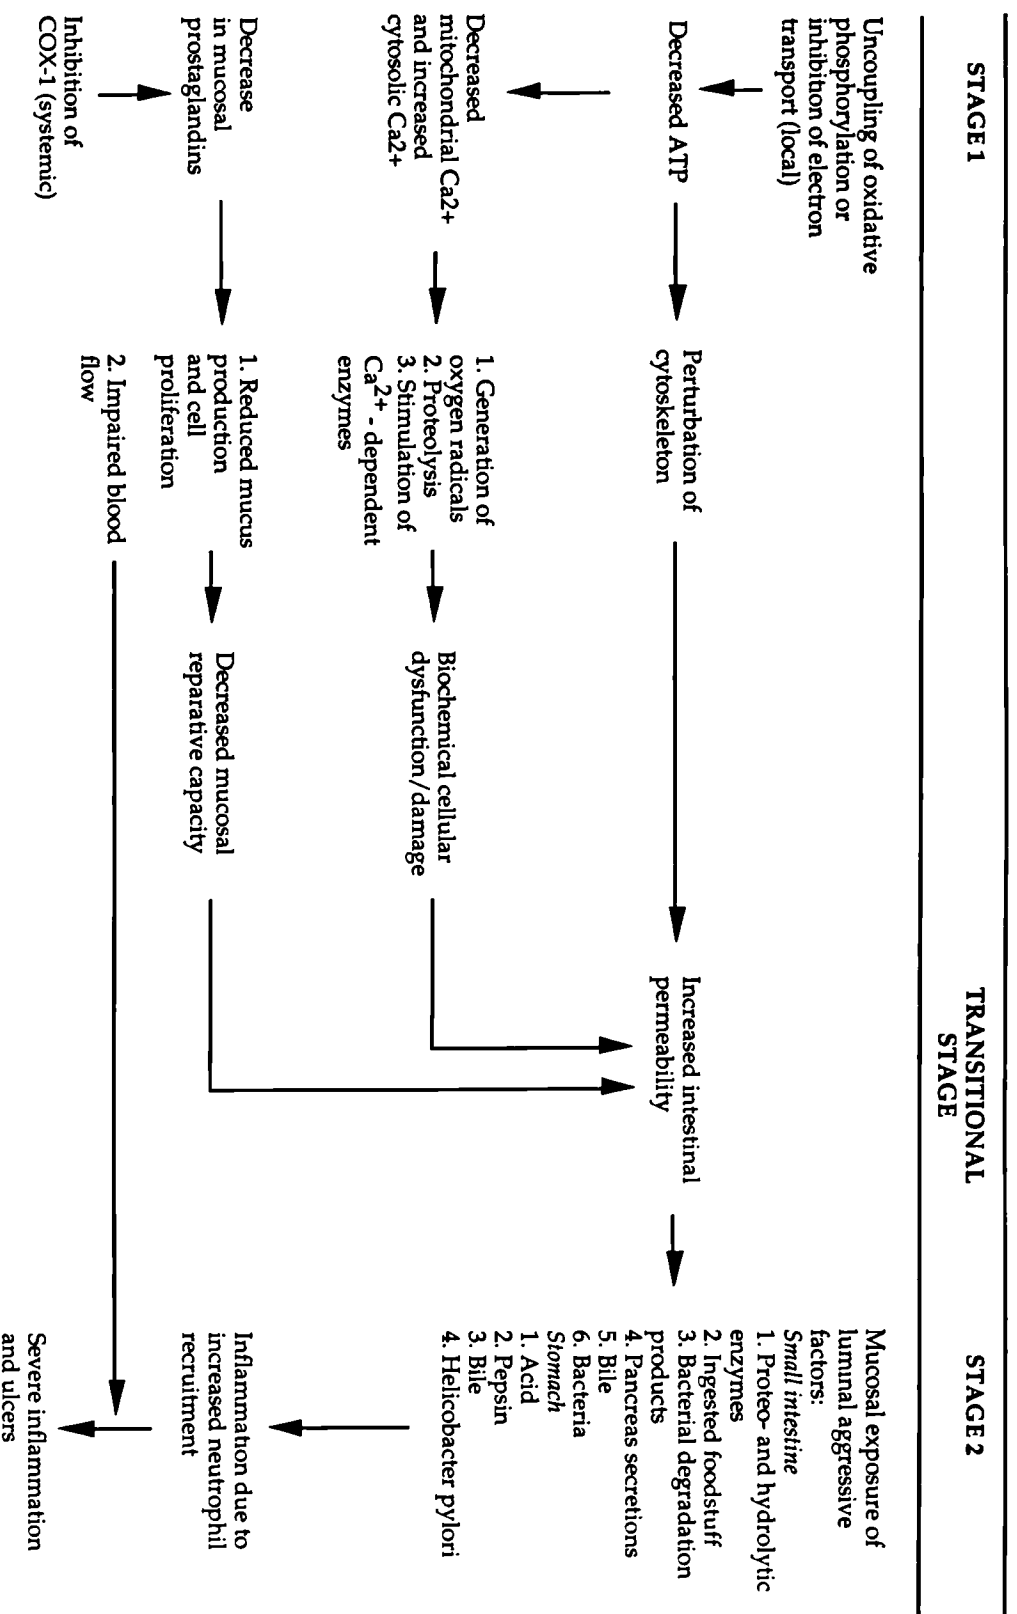 STAGE 1
TRANSITIONAL
STAGE
STAGE 2
Uncoupling of oxidative
phosphorylation or
inhibition of electron
transport (local)
Decreased ATP
Perturbation of
cytoskeleton
Increased intestinal
permeability
Mucosal exposure of
luminal aggressive
factors:
Small intestine
1. Proteo- and hydrolytic
enzymes
2. Ingested foodstuff
3. Bacterial degradation
products
4. Pancreas secretions
5. Bile
6. Bacteria
Stomach
1. Acid
2. Pepsin
3. Bile
4. Helicobacter pylori
Decreased
mitochondrial Ca2+
and increased
cytosolic Ca2+
1. Generation of
oxygen radicals
2. Proteolysis
3. Stimulation of
Ca2+ - dependent
enzymes
Biochemical cellular
dysfunction/damage
Decrease
in mucosal
prostaglandins
1. Reduced mucus
production
and cell
proliferation
2. Impaired blood
flow
Decreased mucosal
reparative capacity
Inflammation due to
increased neutrophil
recruitment
Inhibition of
COX-1 (systemic)
Severe inflammation
and ulcers